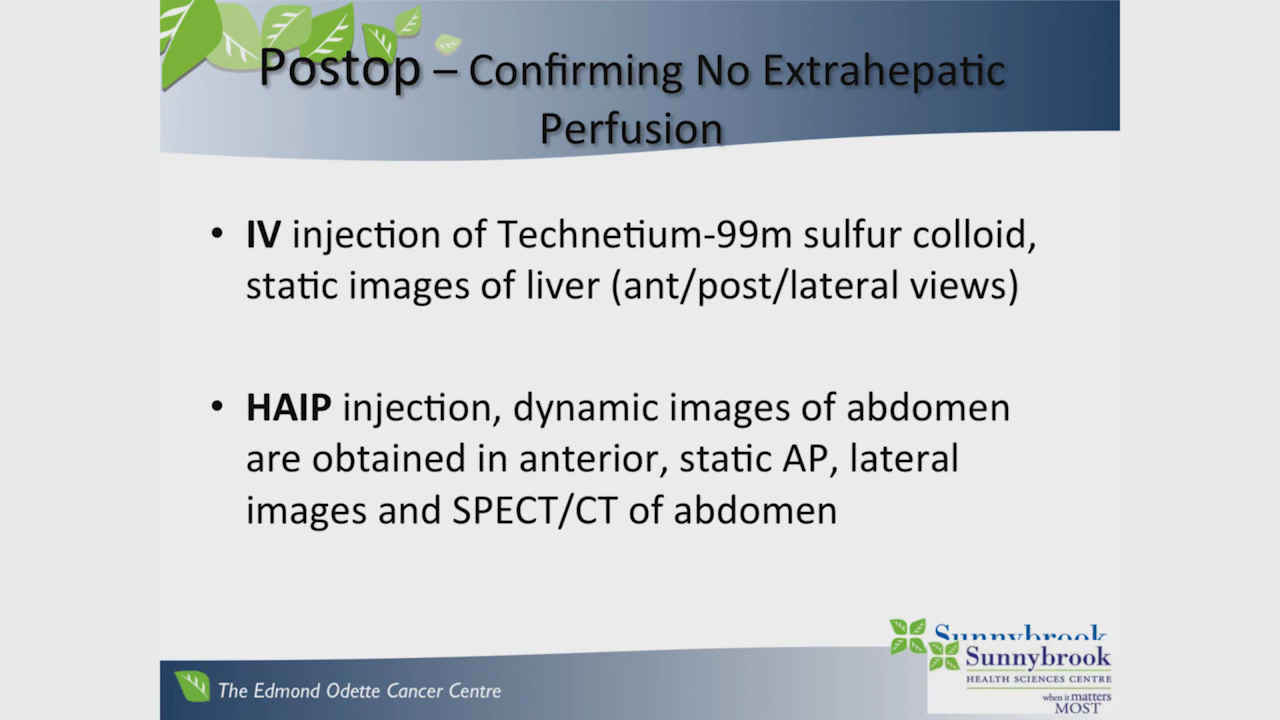 Postop – Confirming No Extrahepatic
Perfusion
• IV injection of Technetium-99m sulfur colloid,
static images of liver (ant/post/lateral views)
• HAIP injection, dynamic images of abdomen
are obtained in anterior, static AP, lateral
images and SPECT/CT of abdomen
The Edmond Odette Cancer Centre
Sunnybrook
Sunnybrook
HEALTH SCIENCES CENTRE
when it matters
MOST